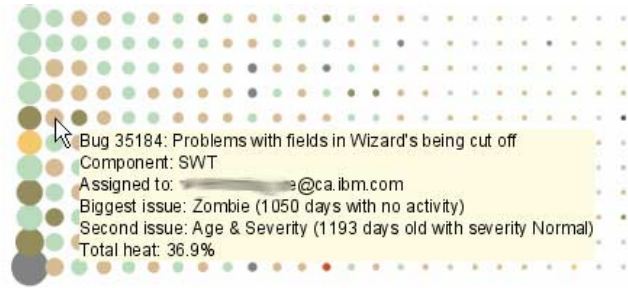 Bug 35184: Problems with fields in Wizard's being cut off
Component: SWT
Assigned to: e@ca.ibm.com
Biggest issue: Zombie (1050 days with no activity)
Second issue: Age & Severity (1193 days old with severity Normal)
Total heat: 36.9%